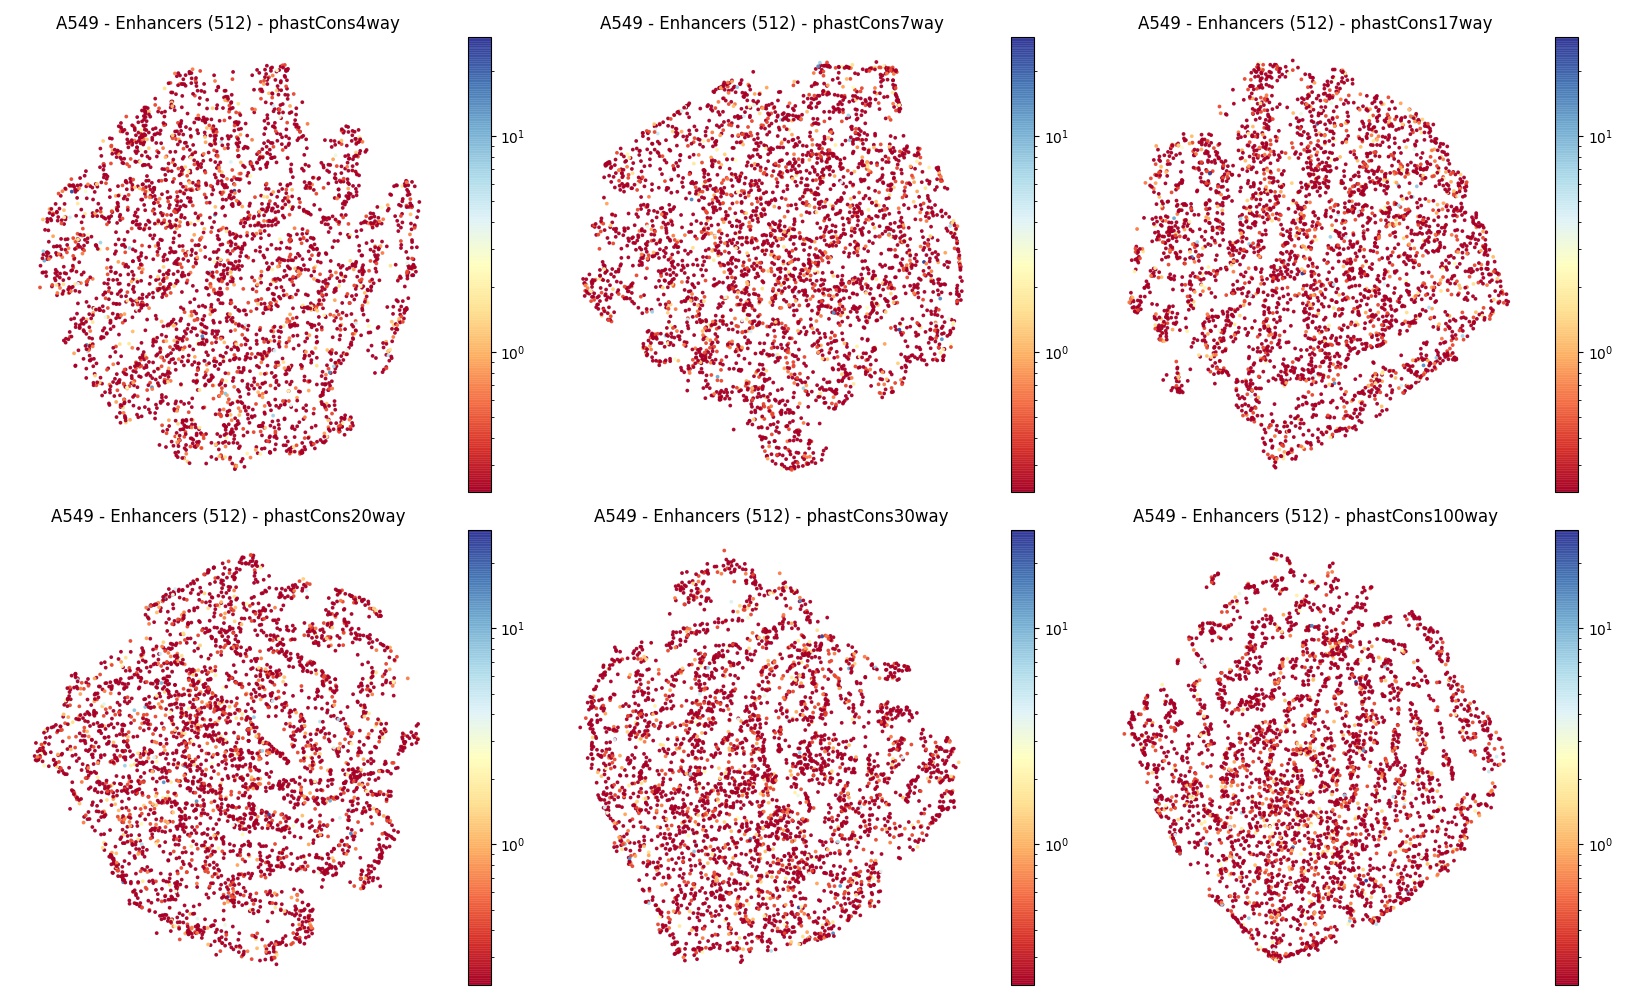 A549 - Enhancers (512) - phastCons4way
A549 - Enhancers (512) - phastCons7way
A549 - Enhancers (512) - phastCons17way
10¹
10⁰
10¹
10⁰
10¹
10⁰
A549 - Enhancers (512) - phastCons20way
A549 - Enhancers (512) - phastCons30way
A549 - Enhancers (512) - phastCons100way
10¹
10⁰
10¹
10⁰
10¹
10⁰